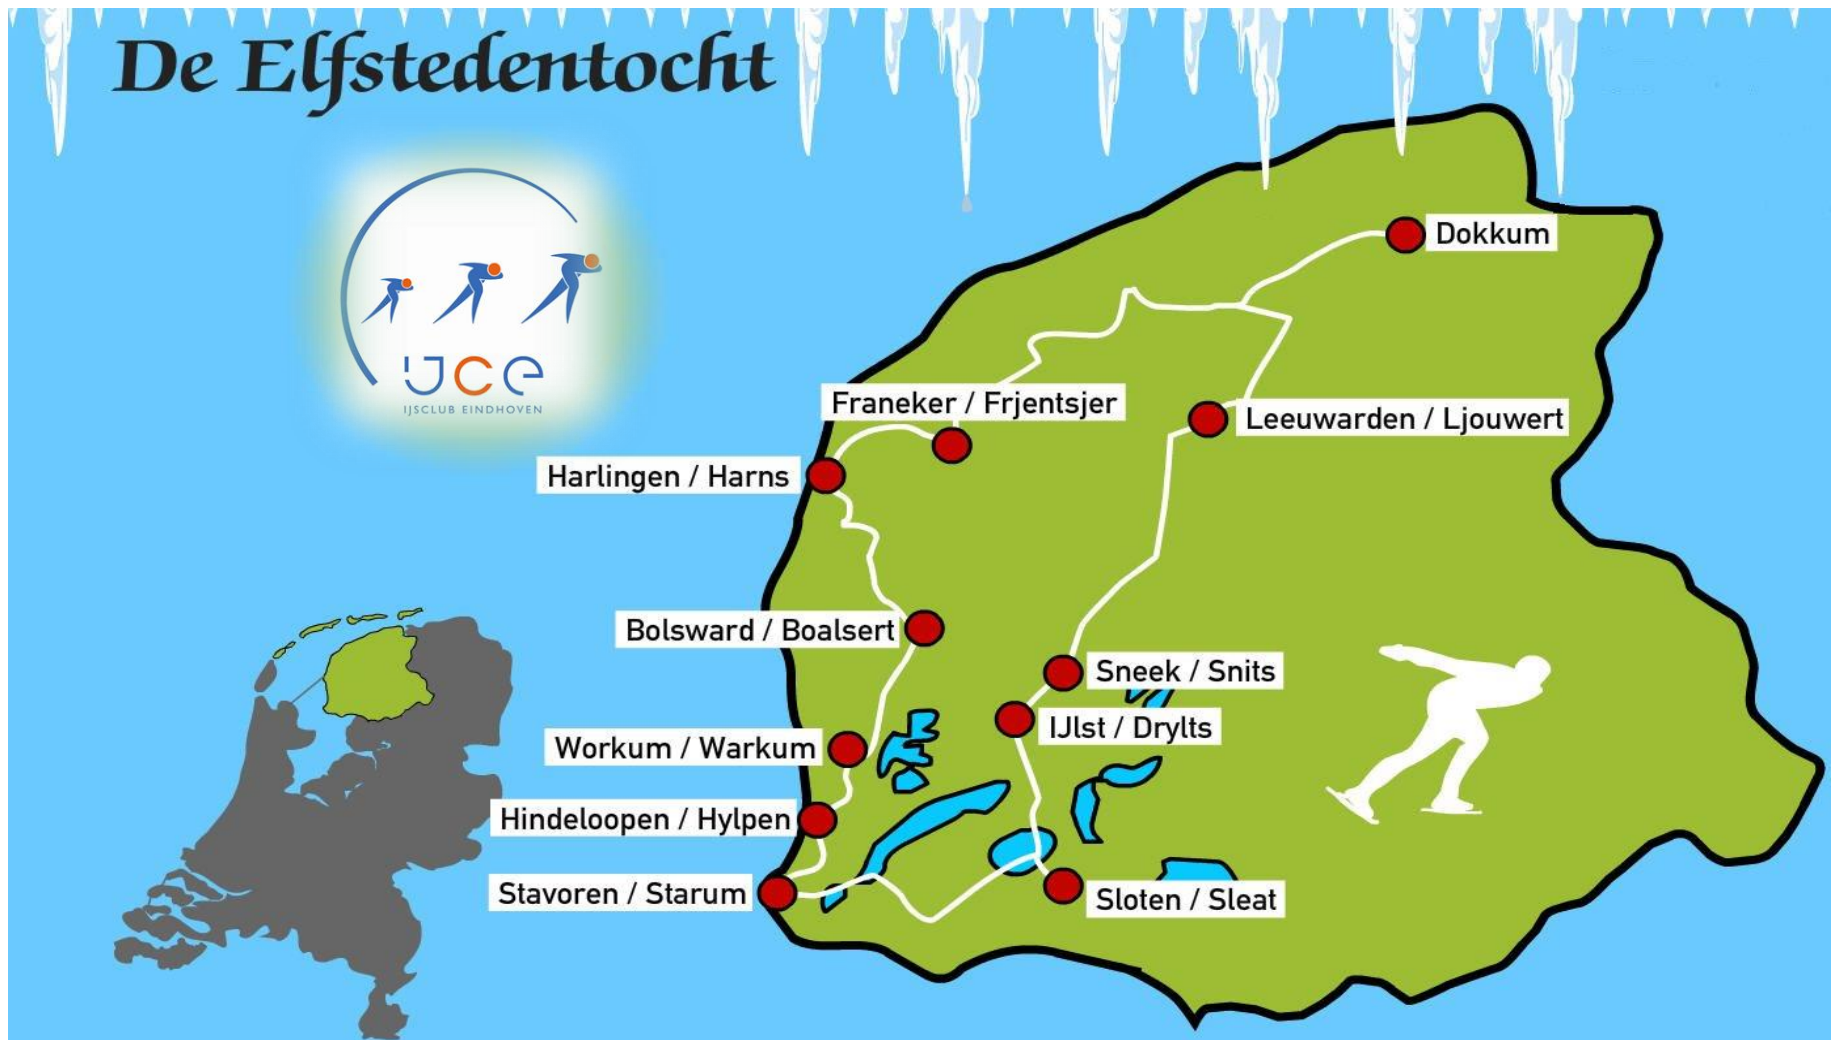 De Elfstedentocht
IJCE
IJSCLUB EINDHOVEN
Dokkum
Franeker / Frjentsjer
Leeuwarden / Ljouwert
Harlingen / Harns
Bolsward / Boalsert
Sneek / Snits
IJlst / Drylts
Workum / Warkum
Hindeloopen / Hylpen
Stavoren / Starum
Sloten / Sleat